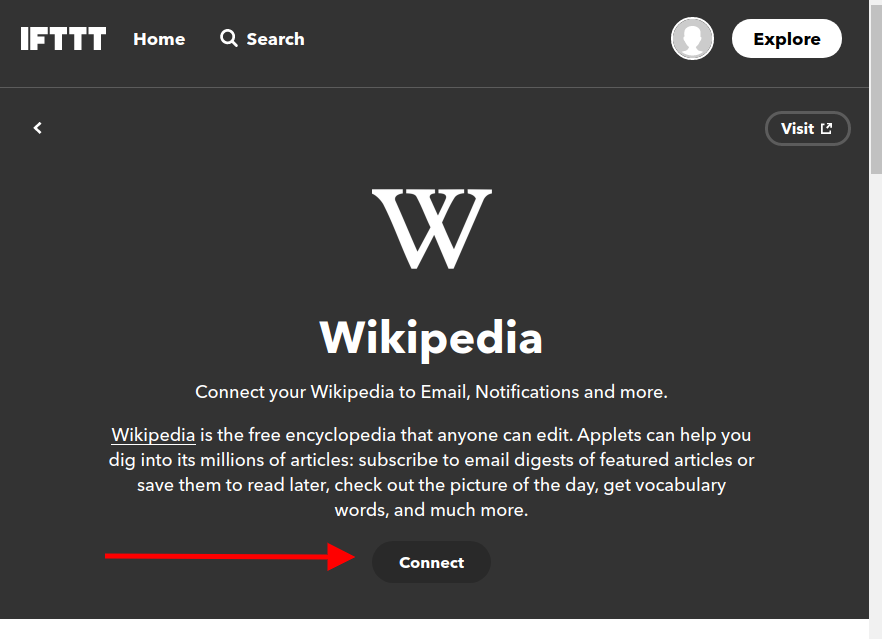 IFTTT Home Search Explore
Visit
W
Wikipedia
Connect your Wikipedia to Email, Notifications and more.
Wikipedia is the free encyclopedia that anyone can edit. Applets can help you
dig into its millions of articles: subscribe to email digests of featured articles or
save them to read later, check out the picture of the day, get vocabulary
words, and much more.
Connect